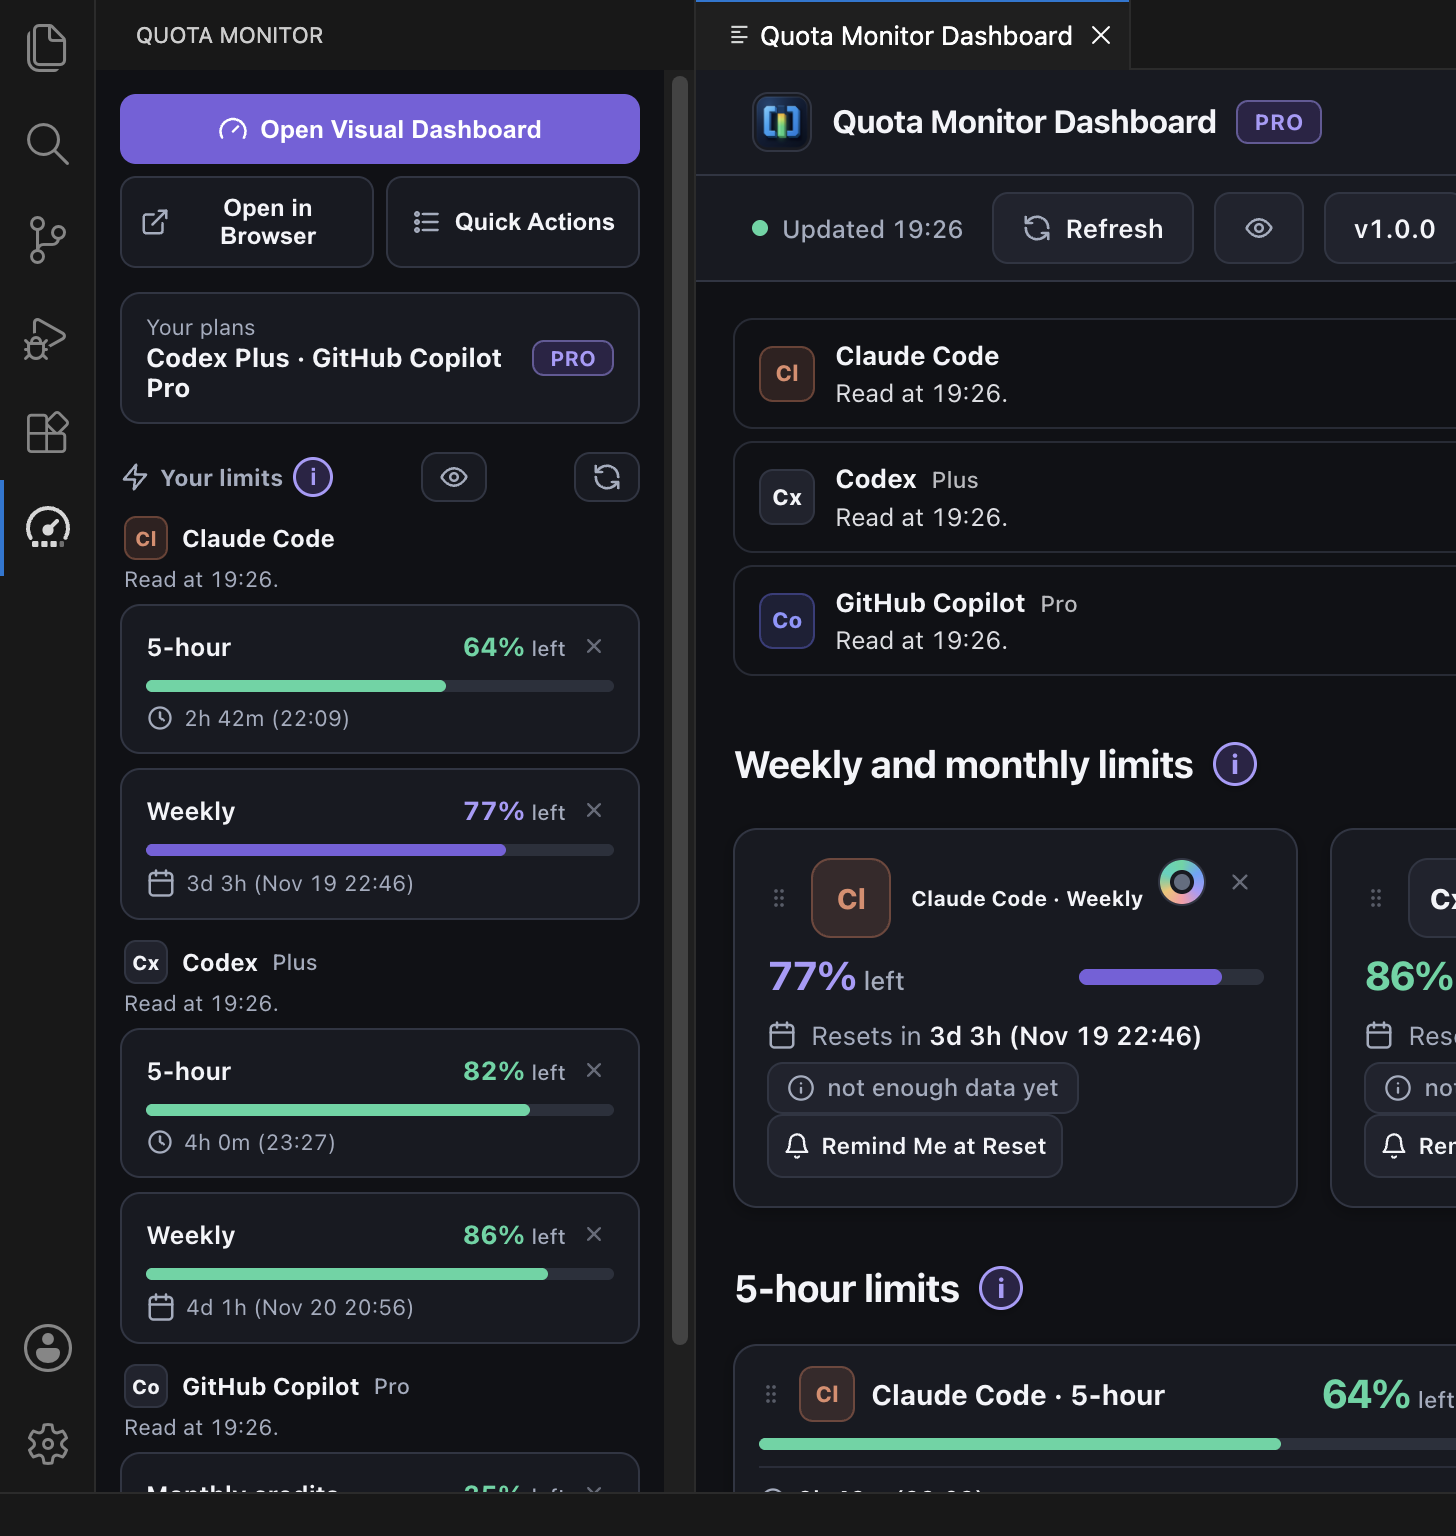 QUOTA MONITOR
Open Visual Dashboard
Open in
Browser
Quick Actions
Your plans
Codex Plus · GitHub Copilot
Pro
PRO
Your limits
Cl Claude Code
Read at 19:26.
5-hour 64% left
2h 42m (22:09)
Weekly 77% left
3d 3h (Nov 19 22:46)
Cx Codex Plus
Read at 19:26.
5-hour 82% left
4h 0m (23:27)
Weekly 86% left
4d 1h (Nov 20 20:56)
Co GitHub Copilot Pro
Read at 19:26.
Monthly credits
Quota Monitor Dashboard
Quota Monitor Dashboard PRO
Updated 19:26 Refresh v1.0.0
Cl Claude Code
Read at 19:26.
Cx Codex Plus
Read at 19:26.
Co GitHub Copilot Pro
Read at 19:26.
Weekly and monthly limits
Cl Claude Code · Weekly
77% left
Resets in 3d 3h (Nov 19 22:46)
not enough data yet
Remind Me at Reset
86%
5-hour limits
Cl Claude Code · 5-hour 64% left